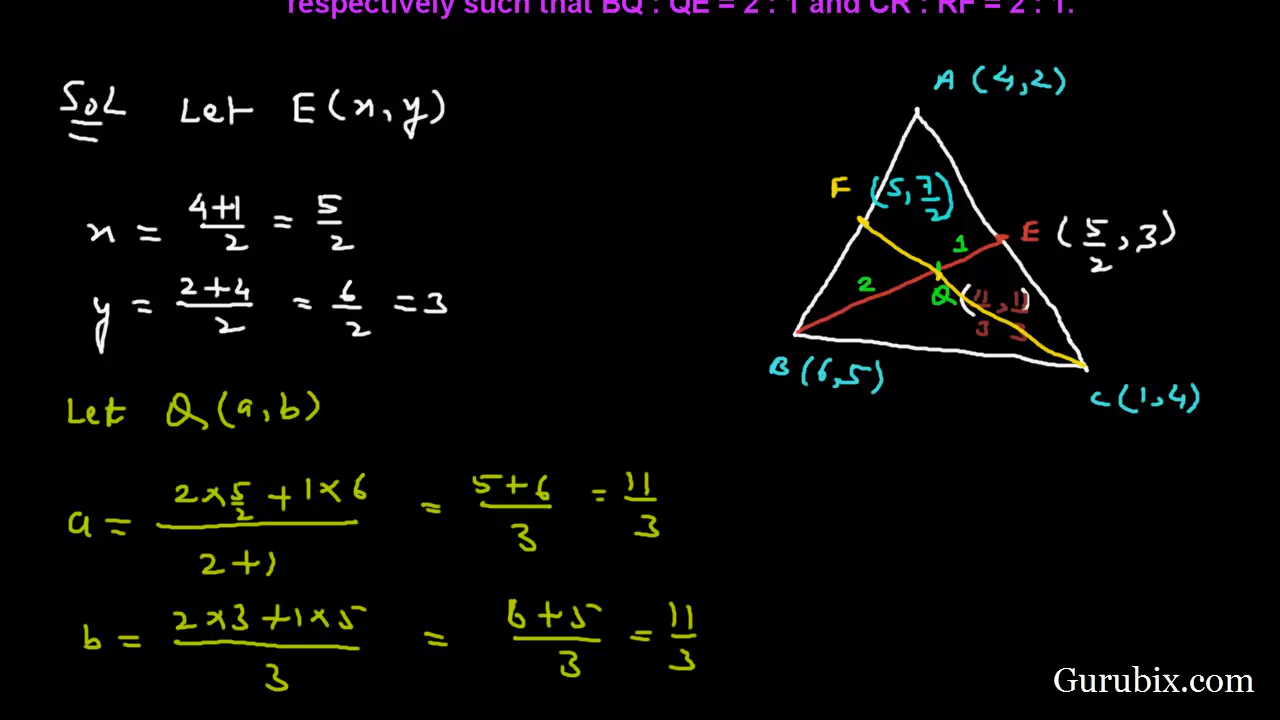 respectively such that BQ : QE = 2 : 1 and CR : RF = 2 : 1.
Sol Let E(x,y)
x = 4+1/2 = 5/2
y = 2+4/2 = 6/2 = 3
Let Q(a,b)
a = 2×5/2 + 1×6 / 2+1 = 5+6/3 = 11/3
b = 2×3+1×5/3 = 6+5/3 = 11/3
A (4,2)
F (5, 7/2)
E (5/2, 3)
1
2
Q (11/3, 11/3)
B (6,5)
C (1,4)
Gurubix.com